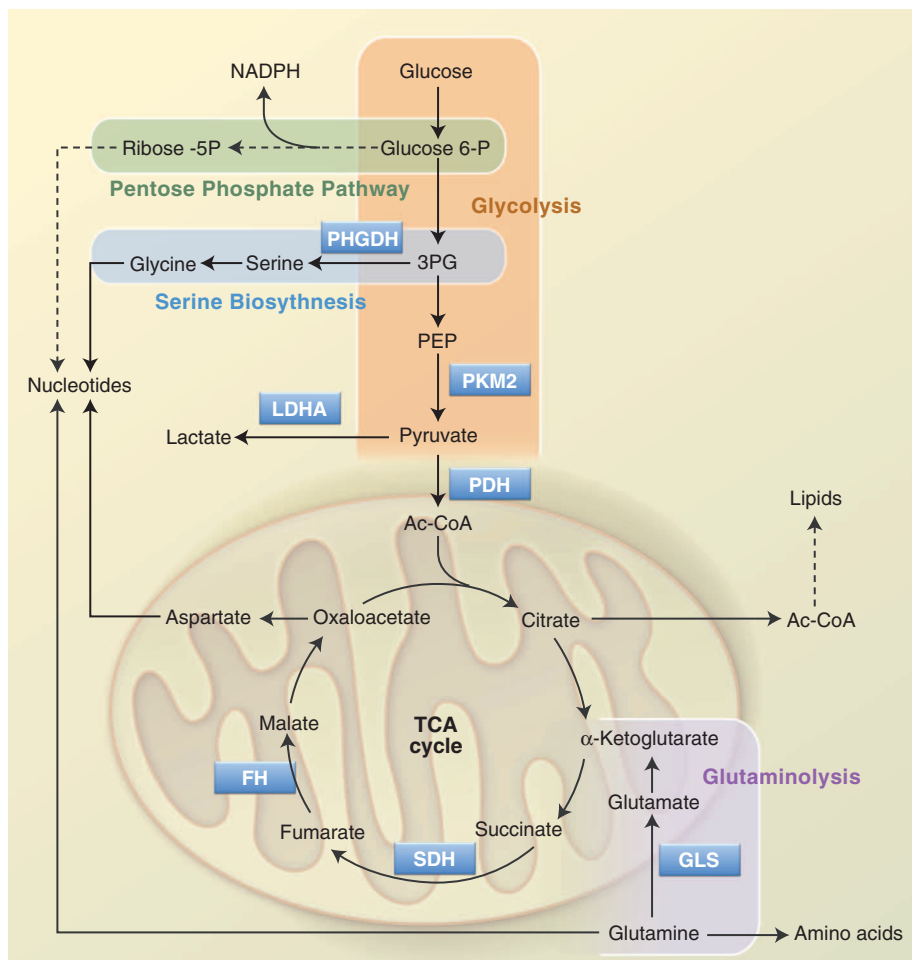 NADPH
Glucose
Ribose -5P
Glucose 6-P
Pentose Phosphate Pathway
Glycolysis
PHGDH
Glycine
Serine
3PG
Serine Biosythnesis
PEP
Nucleotides
PKM2
LDHA
Lactate
Pyruvate
PDH
Lipids
Ac-CoA
Aspartate
Oxaloacetate
Citrate
Ac-CoA
Malate
TCA
cycle
α-Ketoglutarate
FH
Glutaminolysis
Glutamate
Fumarate
Succinate
SDH
GLS
Glutamine
Amino acids